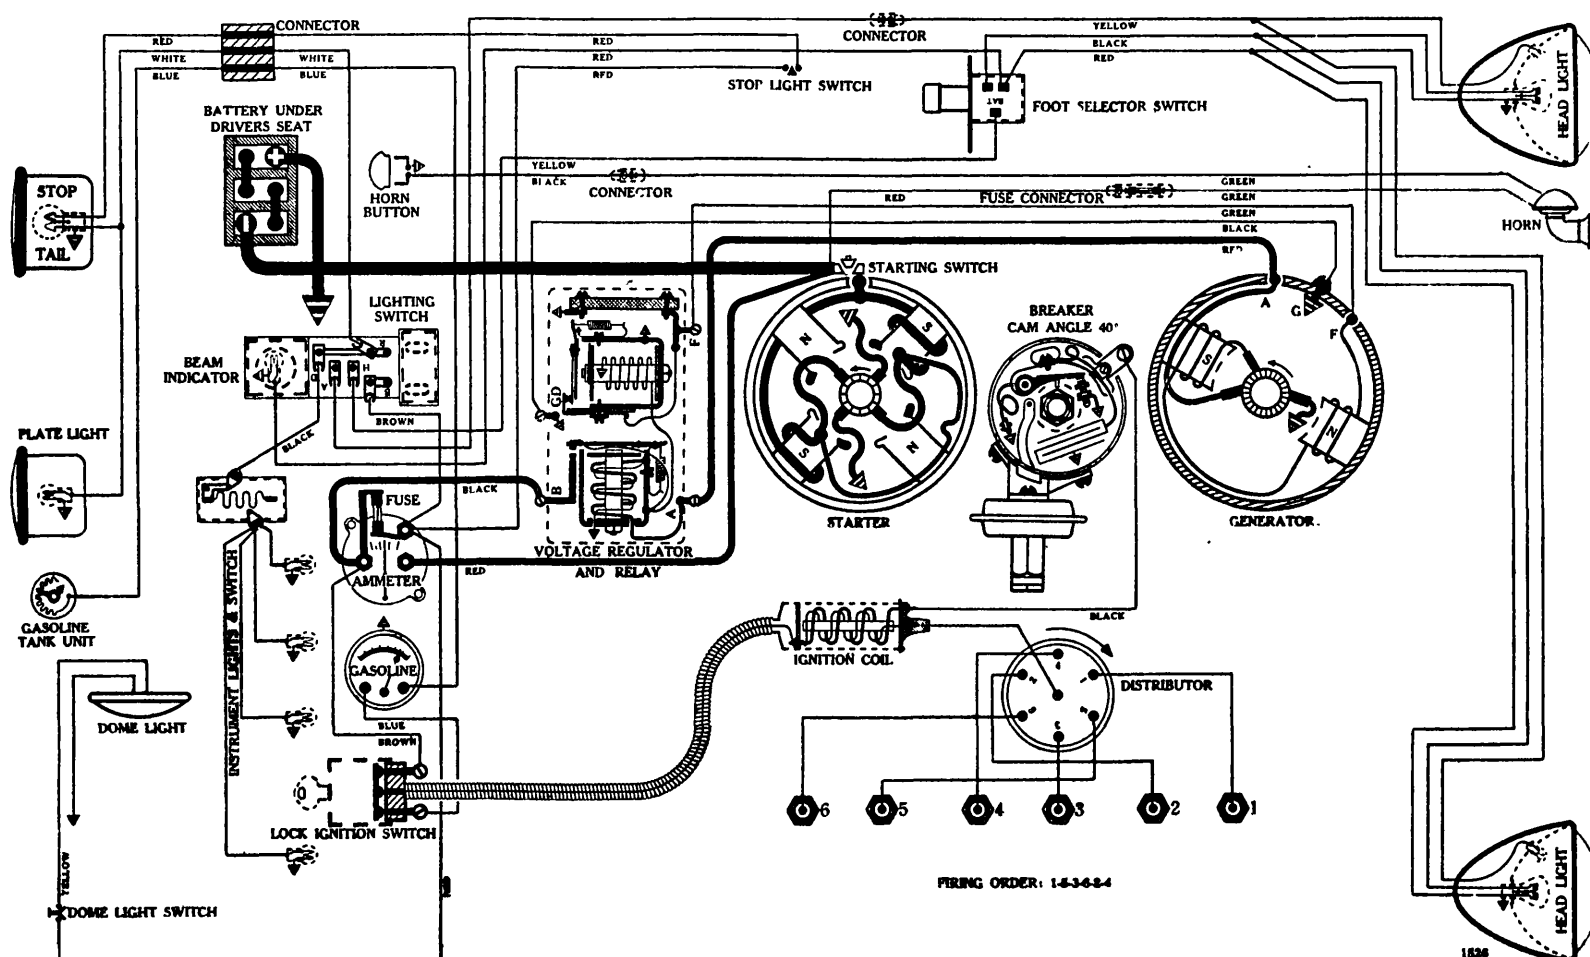 CONNECTOR
RED
WHITE
BLUE
WHITE
BLUE
RED
RED
RED
STOP LIGHT SWITCH
CONNECTOR
YELLOW
BLACK
RED
BAT
FOOT SELECTOR SWITCH
HEAD LIGHT
BATTERY UNDER
DRIVERS SEAT
STOP
TAIL
HORN
BUTTON
YELLOW
BLACK
CONNECTOR
RED
FUSE CONNECTOR
GREEN
GREEN
GREEN
BLACK
RED
HORN
STARTING SWITCH
LIGHTING
SWITCH
BEAM
INDICATOR
H
BROWN
BLACK
PLATE LIGHT
GD
F
B
A
BLACK
FUSE
AMMETER
RED
VOLTAGE REGULATOR
AND RELAY
N
S
S
N
STARTER
BREAKER
CAM ANGLE 40°
A
G
F
S
N
GENERATOR.
GASOLINE
TANK UNIT
INSTRUMENT LIGHTS & SWITCH
GASOLINE
BLUE
BROWN
IGNITION COIL
BLACK
DISTRIBUTOR
DOME LIGHT
LOCK IGNITION SWITCH
6
5
4
3
2
1
FIRING ORDER: 1-5-3-6-2-4
YELLOW
DOME LIGHT SWITCH
HEAD LIGHT
1526